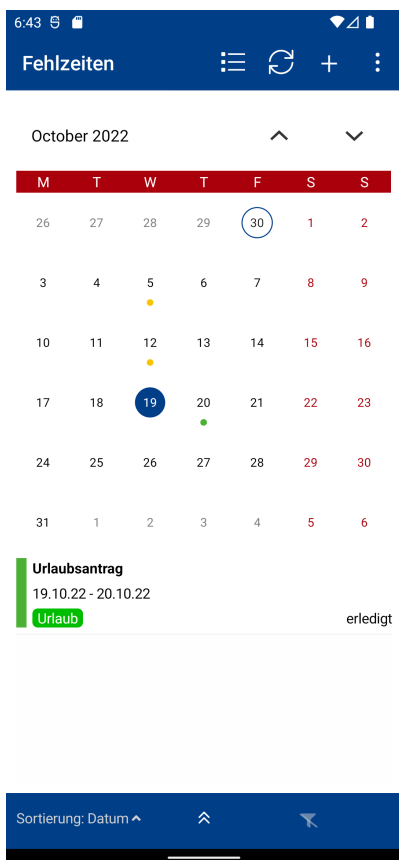 6:43
Fehlzeiten
October 2022
M T W T F S S
26 27 28 29 30 1 2
3 4 5 6 7 8 9
10 11 12 13 14 15 16
17 18 19 20 21 22 23
24 25 26 27 28 29 30
31 1 2 3 4 5 6
Urlaubsantrag
19.10.22 - 20.10.22
Urlaub erledigt
Sortierung: Datum